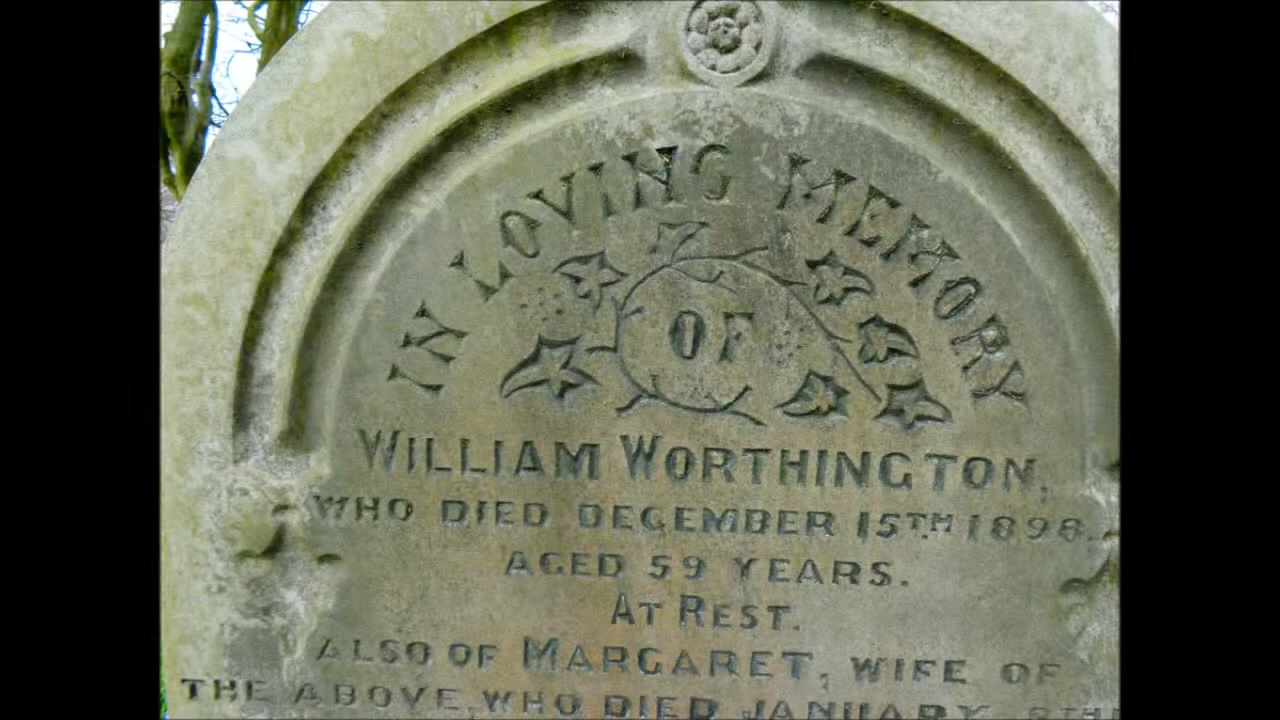 IN LOVING MEMORY
OF
WILLIAM WORTHINGTON,
WHO DIED DECEMBER 15TH 1898.
AGED 59 YEARS.
AT REST.
ALSO OF MARGARET, WIFE OF
THE ABOVE, WHO DIED JANUARY 8TH